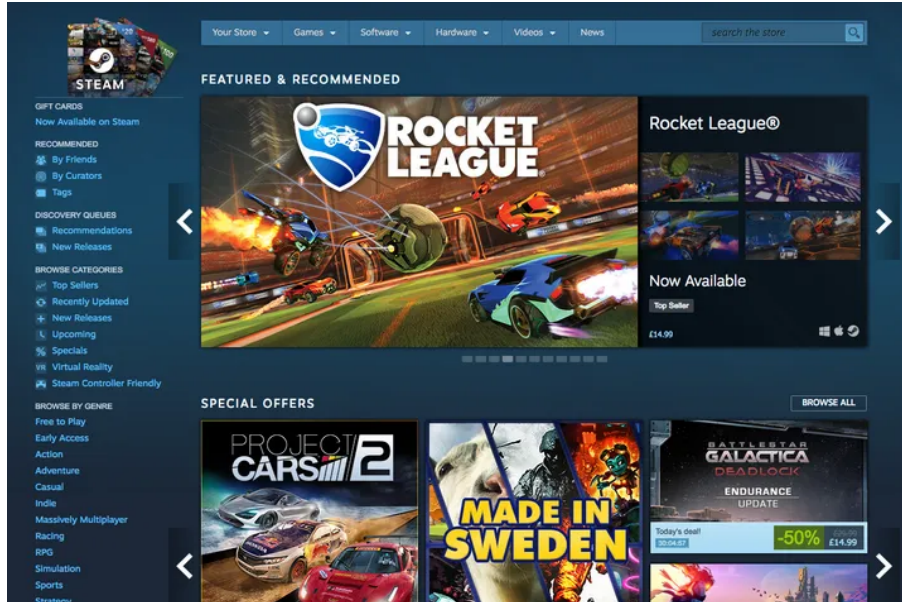 Your Store Games Software Hardware Videos News search the store
STEAM
GIFT CARDS
Now Available on Steam
RECOMMENDED
By Friends
By Curators
Tags
DISCOVERY QUEUES
Recommendations
New Releases
BROWSE CATEGORIES
Top Sellers
Recently Updated
New Releases
Upcoming
Specials
VR Virtual Reality
Steam Controller Friendly
BROWSE BY GENRE
Free to Play
Early Access
Action
Adventure
Casual
Indie
Massively Multiplayer
Racing
RPG
Simulation
Sports
Strategy
FEATURED & RECOMMENDED
ROCKET
LEAGUE
Rocket League®
Now Available
Top Seller
£14.99
SPECIAL OFFERS
BROWSE ALL
PROJECT
CARS 2
MADE IN
SWEDEN
BATTLESTAR
GALACTICA
DEADLOCK
ENDURANCE
UPDATE
Today's deal!
-50%
£14.99